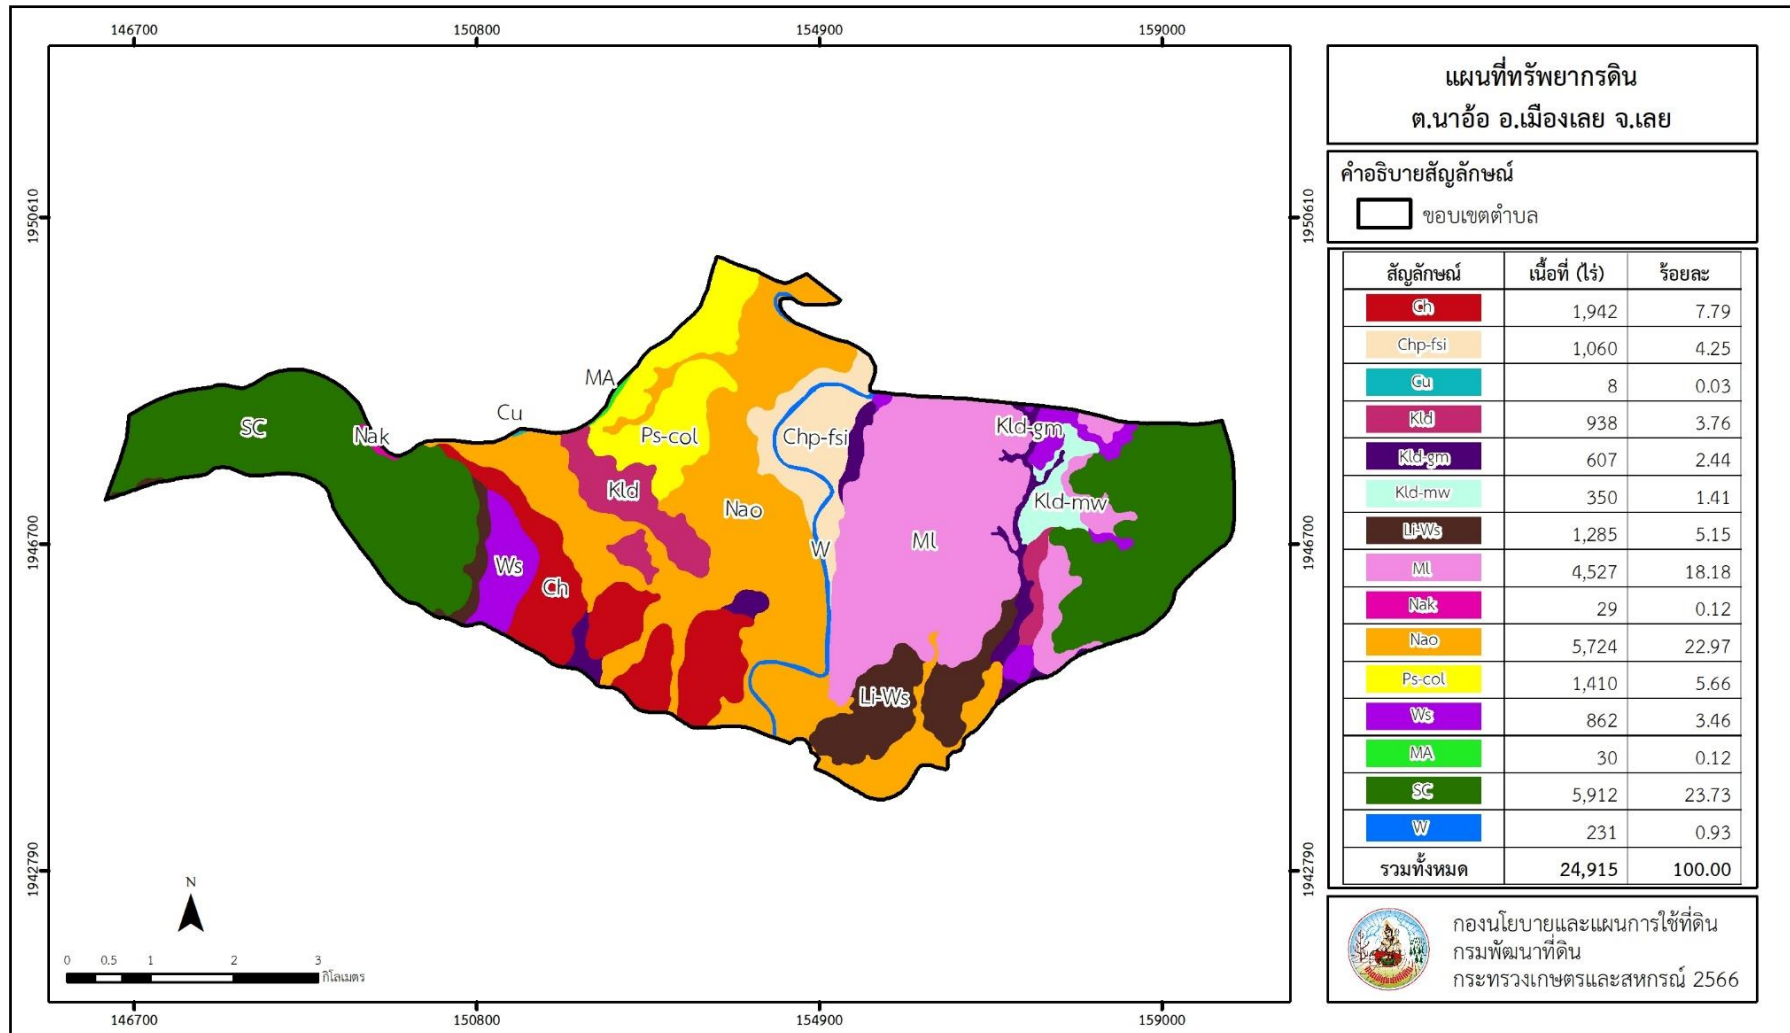 146700 150800 154900 159000
1950610 1950610
1946700 1946700
1942790 1942790
146700 150800 154900 159000
MA
Cu
SC
Nak
Ps-col
Chp-fsi
Kld-gm
Kld
Nao
Kld-mw
W
Ml
Ws
Ch
Li-Ws
N
0 0.5 1 2 3
กิโลเมตร
แผนที่ทรัพยากรดิน
ต.นาอ้อ อ.เมืองเลย จ.เลย
คำอธิบายสัญลักษณ์
ขอบเขตตำบล
สัญลักษณ์ เนื้อที่ (ไร่) ร้อยละ
Ch 1,942 7.79
Chp-fsi 1,060 4.25
Cu 8 0.03
Kld 938 3.76
Kld-gm 607 2.44
Kld-mw 350 1.41
Li-Ws 1,285 5.15
Ml 4,527 18.18
Nak 29 0.12
Nao 5,724 22.97
Ps-col 1,410 5.66
Ws 862 3.46
MA 30 0.12
SC 5,912 23.73
W 231 0.93
รวมทั้งหมด 24,915 100.00
กองนโยบายและแผนการใช้ที่ดิน
กรมพัฒนาที่ดิน
กระทรวงเกษตรและสหกรณ์ 2566